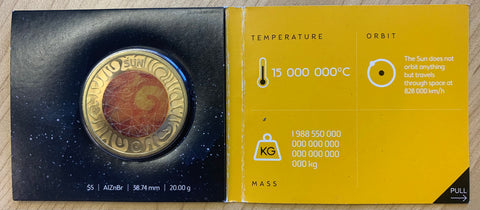 SUN
$5 | AlZnBr | 38.74 mm | 20.00 g
TEMPERATURE
15 000 000°C
ORBIT
The Sun does not
orbit anything
but travels
through space at
828 000 km/h
KG
1 988 550 000
000 000 000
000 000 000
000 kg
MASS
PULL